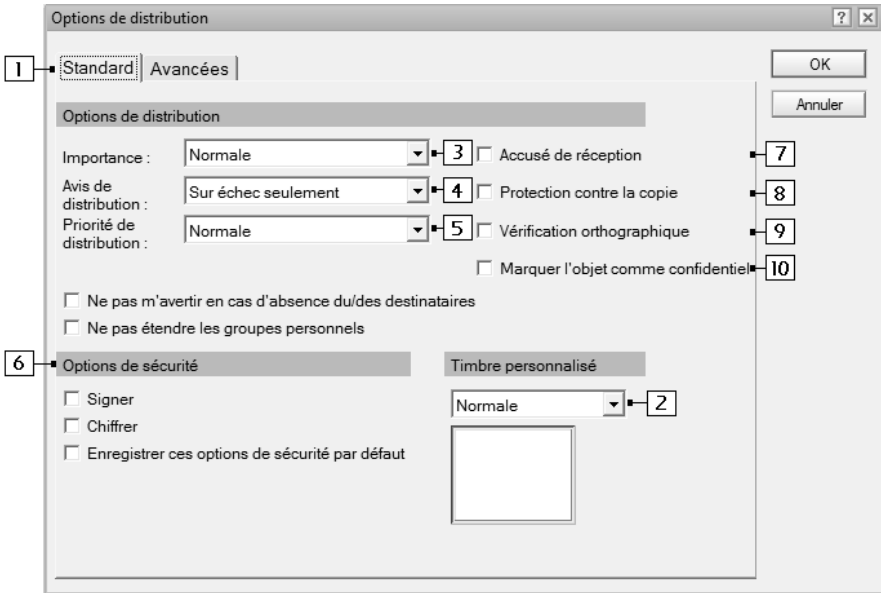 Options de distribution
? x
1
Standard
Avancées
OK
Annuler
Options de distribution
Importance :
Normale
3
Accusé de réception
7
Avis de
distribution :
Sur échec seulement
4
Protection contre la copie
8
Priorité de
distribution :
Normale
5
Vérification orthographique
9
Marquer l'objet comme confidentiel
10
Ne pas m'avertir en cas d'absence du/des destinataires
Ne pas étendre les groupes personnels
6
Options de sécurité
Timbre personnalisé
Signer
Normale
2
Chiffrer
Enregistrer ces options de sécurité par défaut